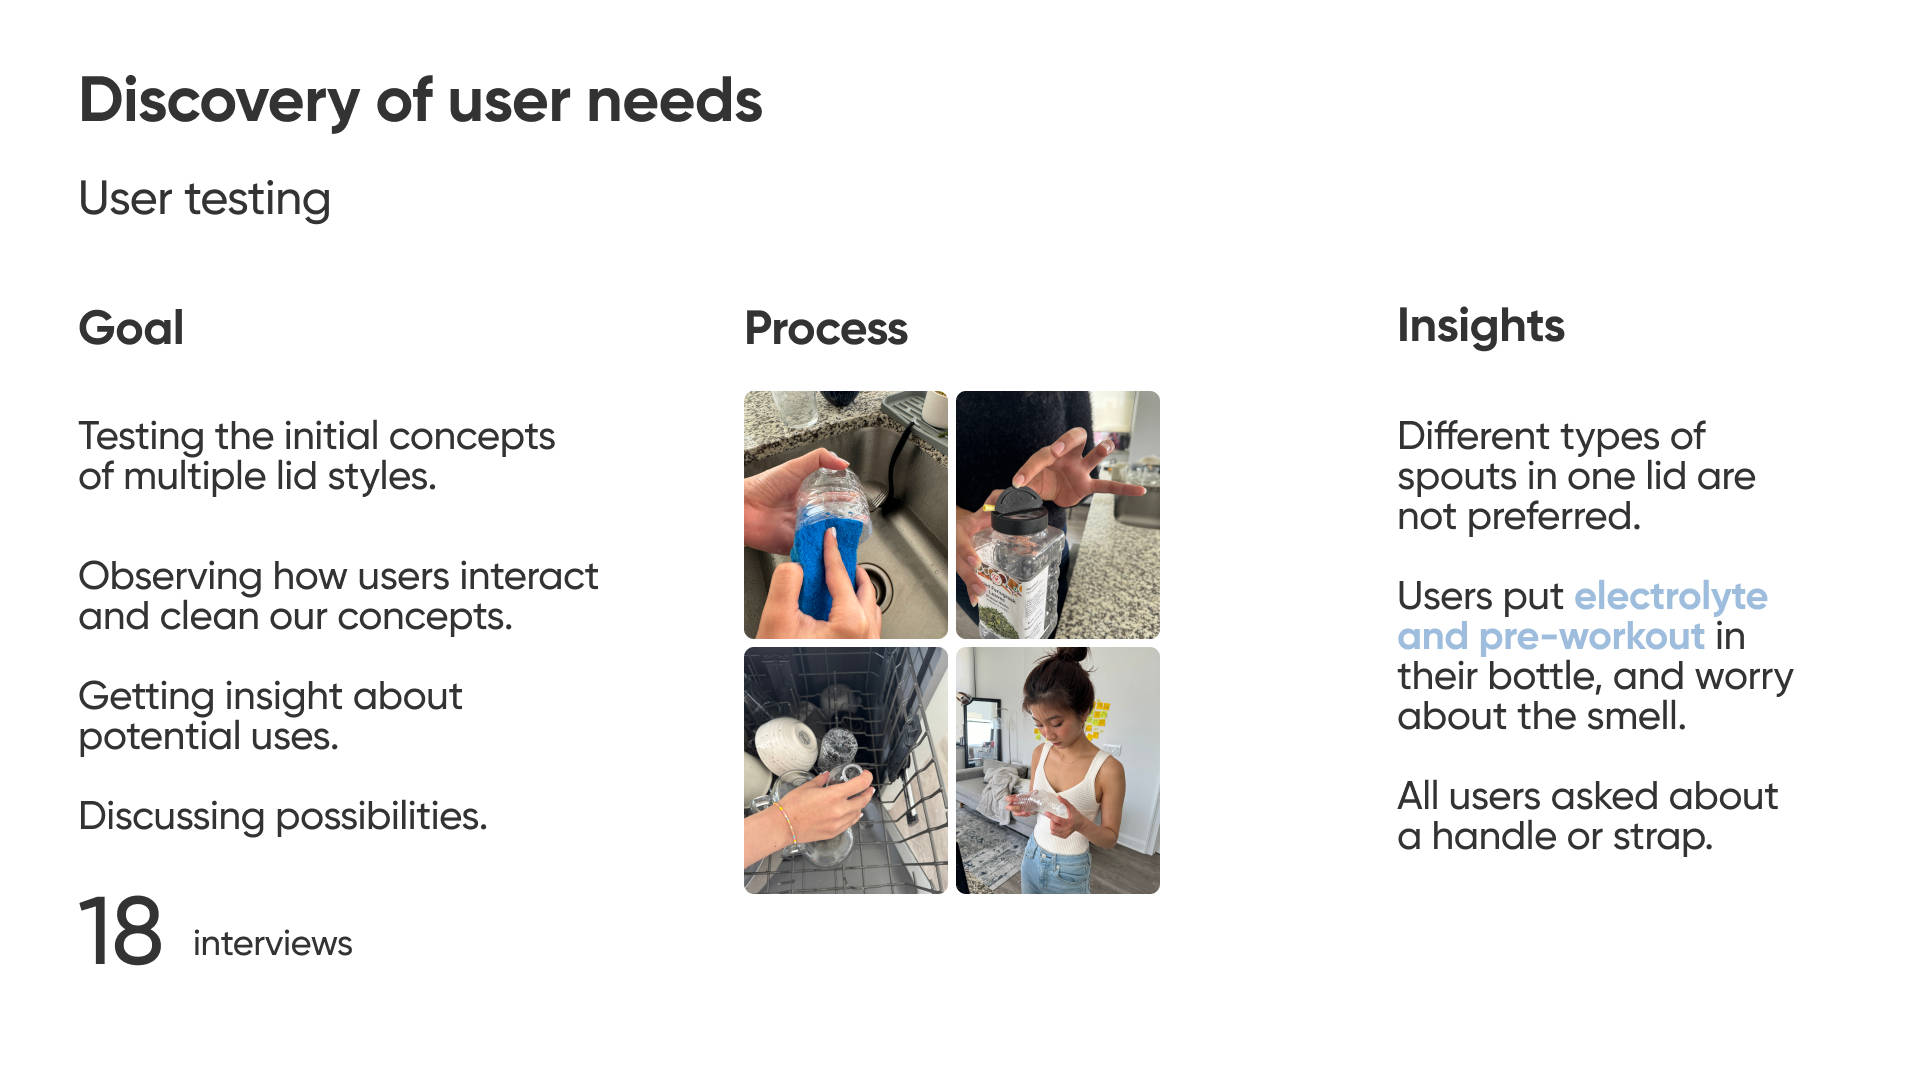 Discovery of user needs
User testing
Goal
Testing the initial concepts
of multiple lid styles.
Observing how users interact
and clean our concepts.
Getting insight about
potential uses.
Discussing possibilities.
18 interviews
Process
Insights
Different types of
spouts in one lid are
not preferred.
Users put electrolyte
and pre-workout in
their bottle, and worry
about the smell.
All users asked about
a handle or strap.